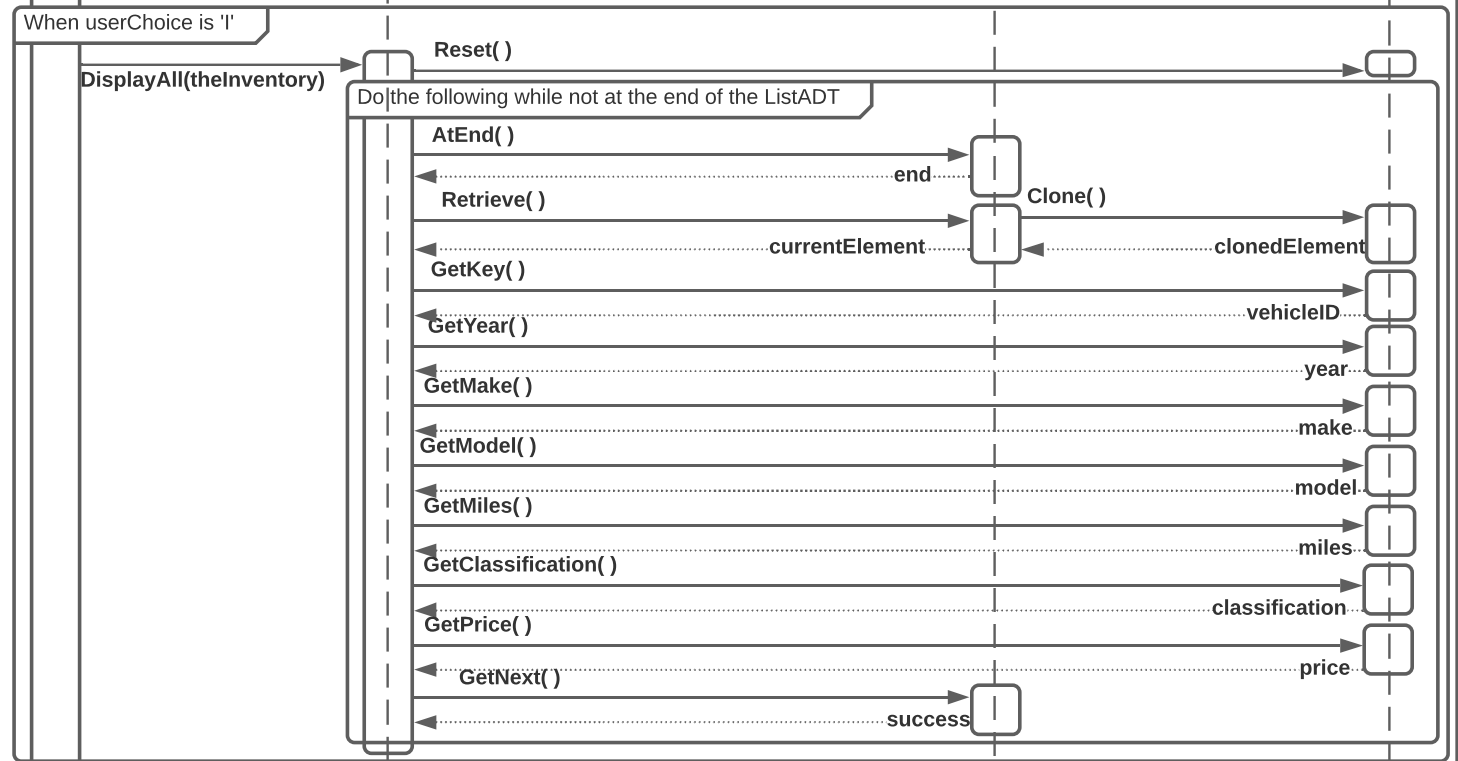 When userChoice is 'I'
Reset( )
DisplayAll(theInventory)
Do the following while not at the end of the ListADT
AtEnd( )
end
Retrieve( )
Clone( )
currentElement
clonedElement
GetKey( )
vehicleID
GetYear( )
year
GetMake( )
make
GetModel( )
model
GetMiles( )
miles
GetClassification( )
classification
GetPrice( )
price
GetNext( )
success